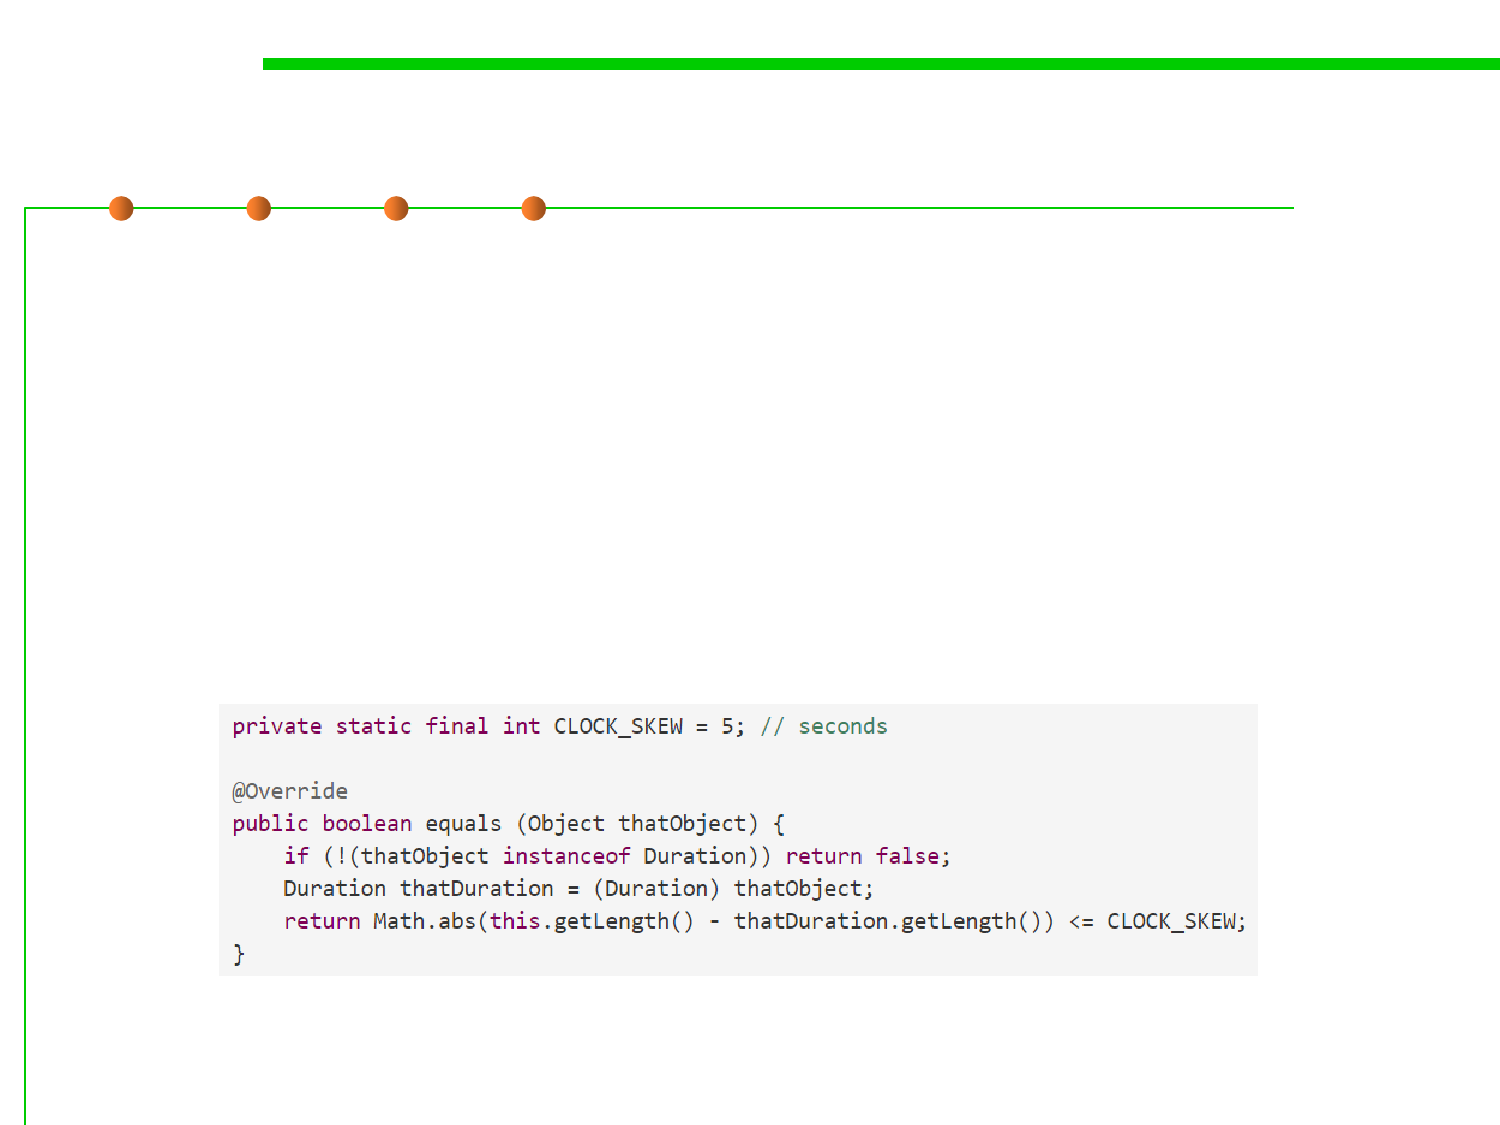 private static final int CLOCK_SKEW = 5; // seconds

@Override
public boolean equals (Object thatObject) {
    if (!(thatObject instanceof Duration)) return false;
    Duration thatDuration = (Duration) thatObject;
    return Math.abs(this.getLength() - thatDuration.getLength()) <= CLOCK_SKEW;
}